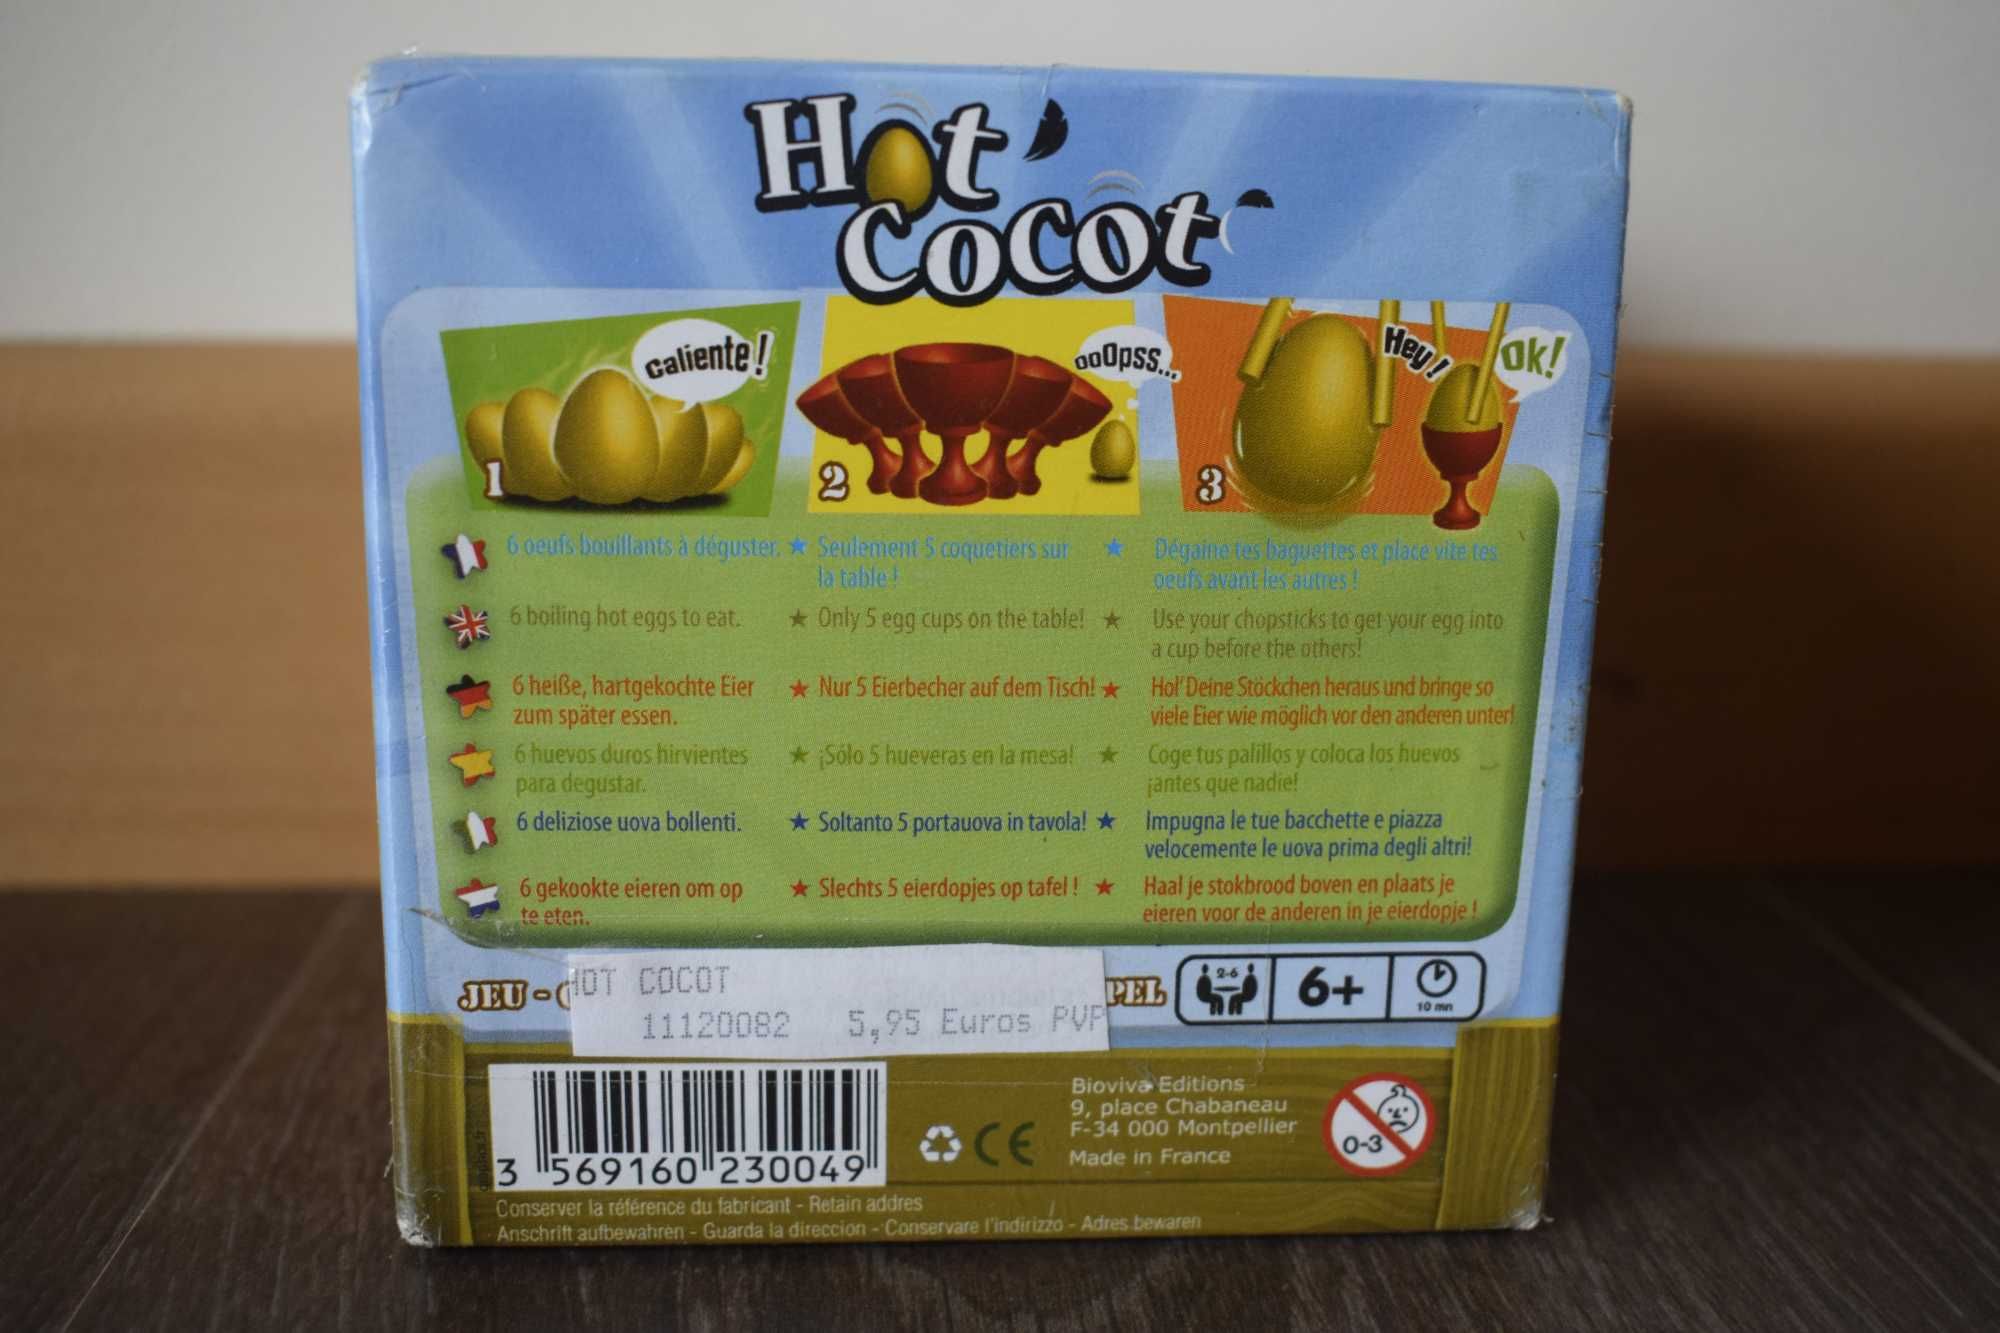 Hot
Cocot
Caliente !
ooOpss...
Hey !
Ok!
1
2
3
6 oeufs bouillants à déguster. ★ Seulement 5 coquetiers sur la table ! ★ Dégaine tes baguettes et place vite tes oeufs avant les autres !
6 boiling hot eggs to eat. ★ Only 5 egg cups on the table! ★ Use your chopsticks to get your egg into a cup before the others!
6 heiße, hartgekochte Eier zum später essen. ★ Nur 5 Eierbecher auf dem Tisch! ★ Hol' Deine Stöckchen heraus und bringe so viele Eier wie möglich vor den anderen unter!
6 huevos duros hirvientes para degustar. ★ ¡Sólo 5 hueveras en la mesa! ★ Coge tus palillos y coloca los huevos ¡antes que nadie!
6 deliziose uova bollenti. ★ Soltanto 5 portauova in tavola! ★ Impugna le tue bacchette e piazza velocemente le uova prima degli altri!
6 gekookte eieren om op te eten. ★ Slechts 5 eierdopjes op tafel ! ★ Haal je stokbrood boven en plaats je eieren voor de anderen in je eierdopje !
JEU -
PEL
HOT COCOT
11120082 5,95 Euros PVP
2-6
6+
10 mn
3 569160 230049
Bioviva Editions
9, place Chabaneau
F-34 000 Montpellier
Made in France
CE
0-3
Conserver la référence du fabricant - Retain addres
Anschrift aufbewahren - Guarda la direccion - Conservare l'indirizzo - Adres bewaren